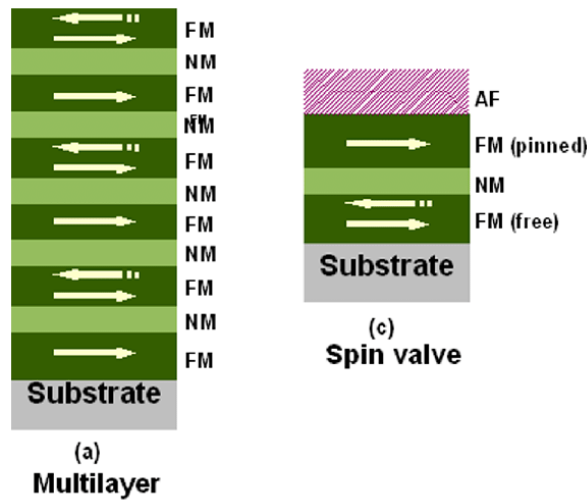 FM
NM
FM
NM
FM
NM
FM
NM
FM
NM
FM
Substrate
(a)
Multilayer
AF
FM (pinned)
NM
FM (free)
Substrate
(c)
Spin valve